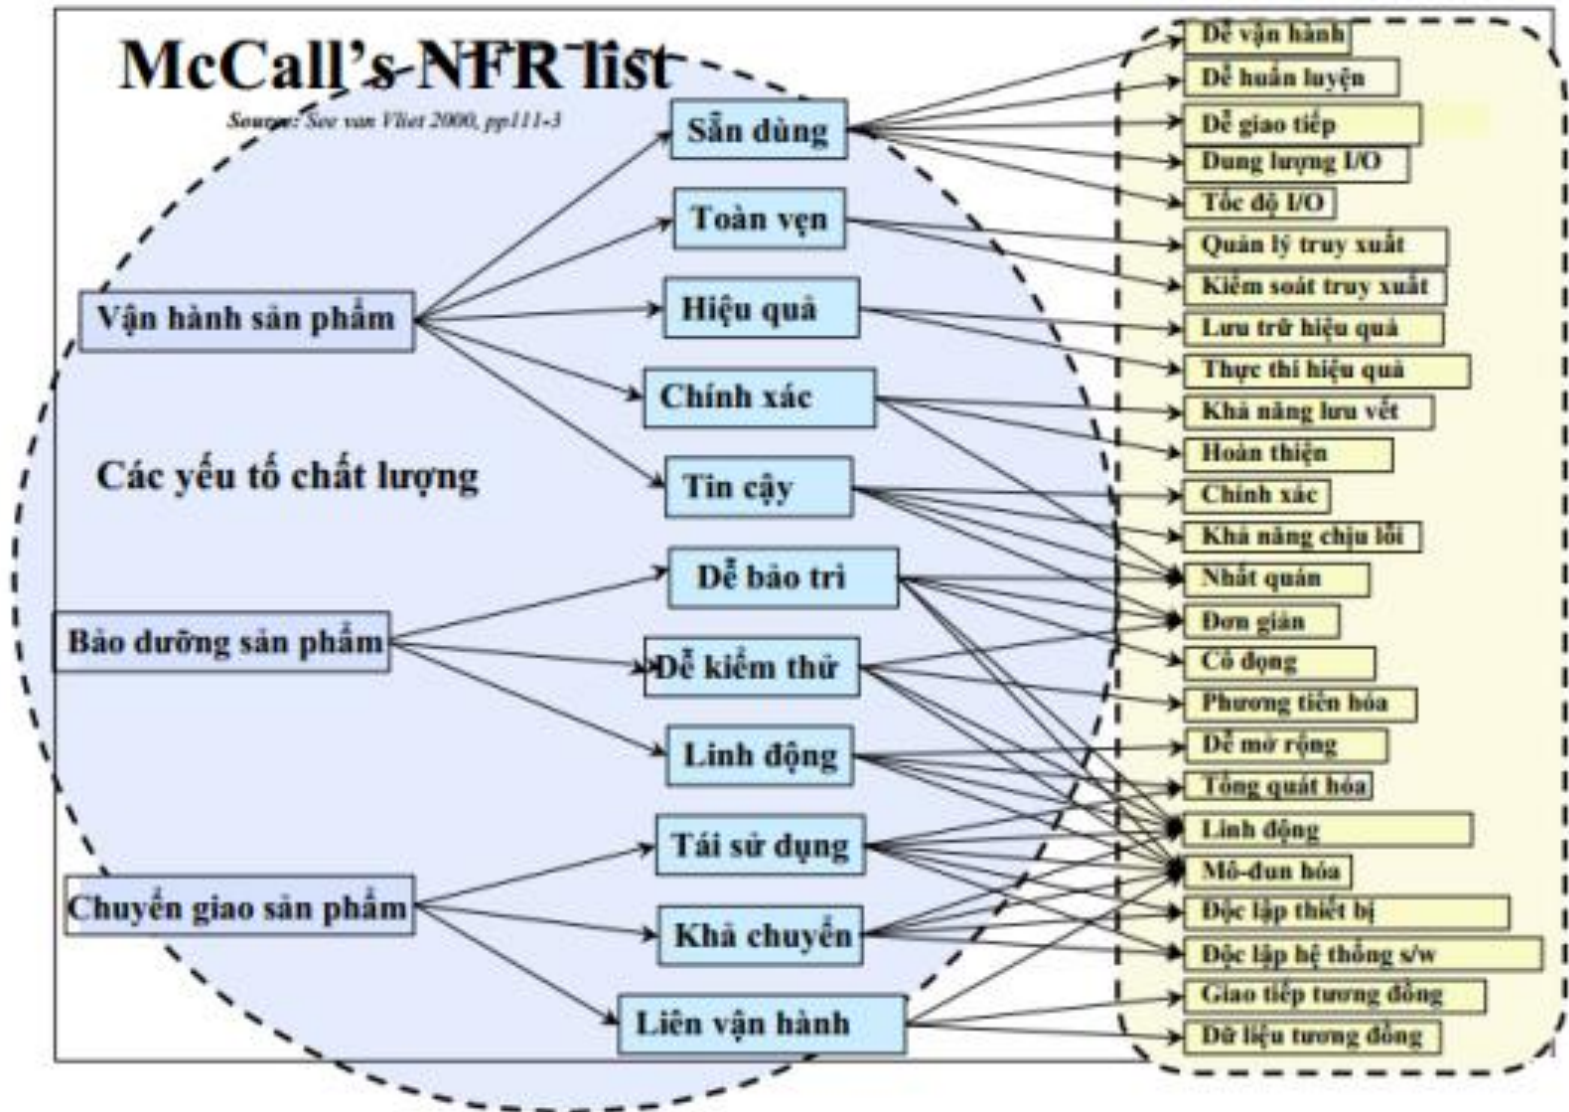 McCall's NFR list
Source: See van Vliet 2000, pp111-3
Vận hành sản phẩm
Các yếu tố chất lượng
Bảo dưỡng sản phẩm
Chuyển giao sản phẩm
Sẵn dùng
Toàn vẹn
Hiệu quả
Chính xác
Tin cậy
Dễ bảo trì
Dễ kiểm thử
Linh động
Tái sử dụng
Khả chuyển
Liên vận hành
Dễ vận hành
Dễ huấn luyện
Dễ giao tiếp
Dung lượng I/O
Tốc độ I/O
Quản lý truy xuất
Kiểm soát truy xuất
Lưu trữ hiệu quả
Thực thi hiệu quả
Khả năng lưu vết
Hoàn thiện
Chính xác
Khả năng chịu lỗi
Nhất quán
Đơn giản
Cô đọng
Phương tiện hóa
Dễ mở rộng
Tổng quát hóa
Linh động
Mô-đun hóa
Độc lập thiết bị
Độc lập hệ thống s/w
Giao tiếp tương đồng
Dữ liệu tương đồng